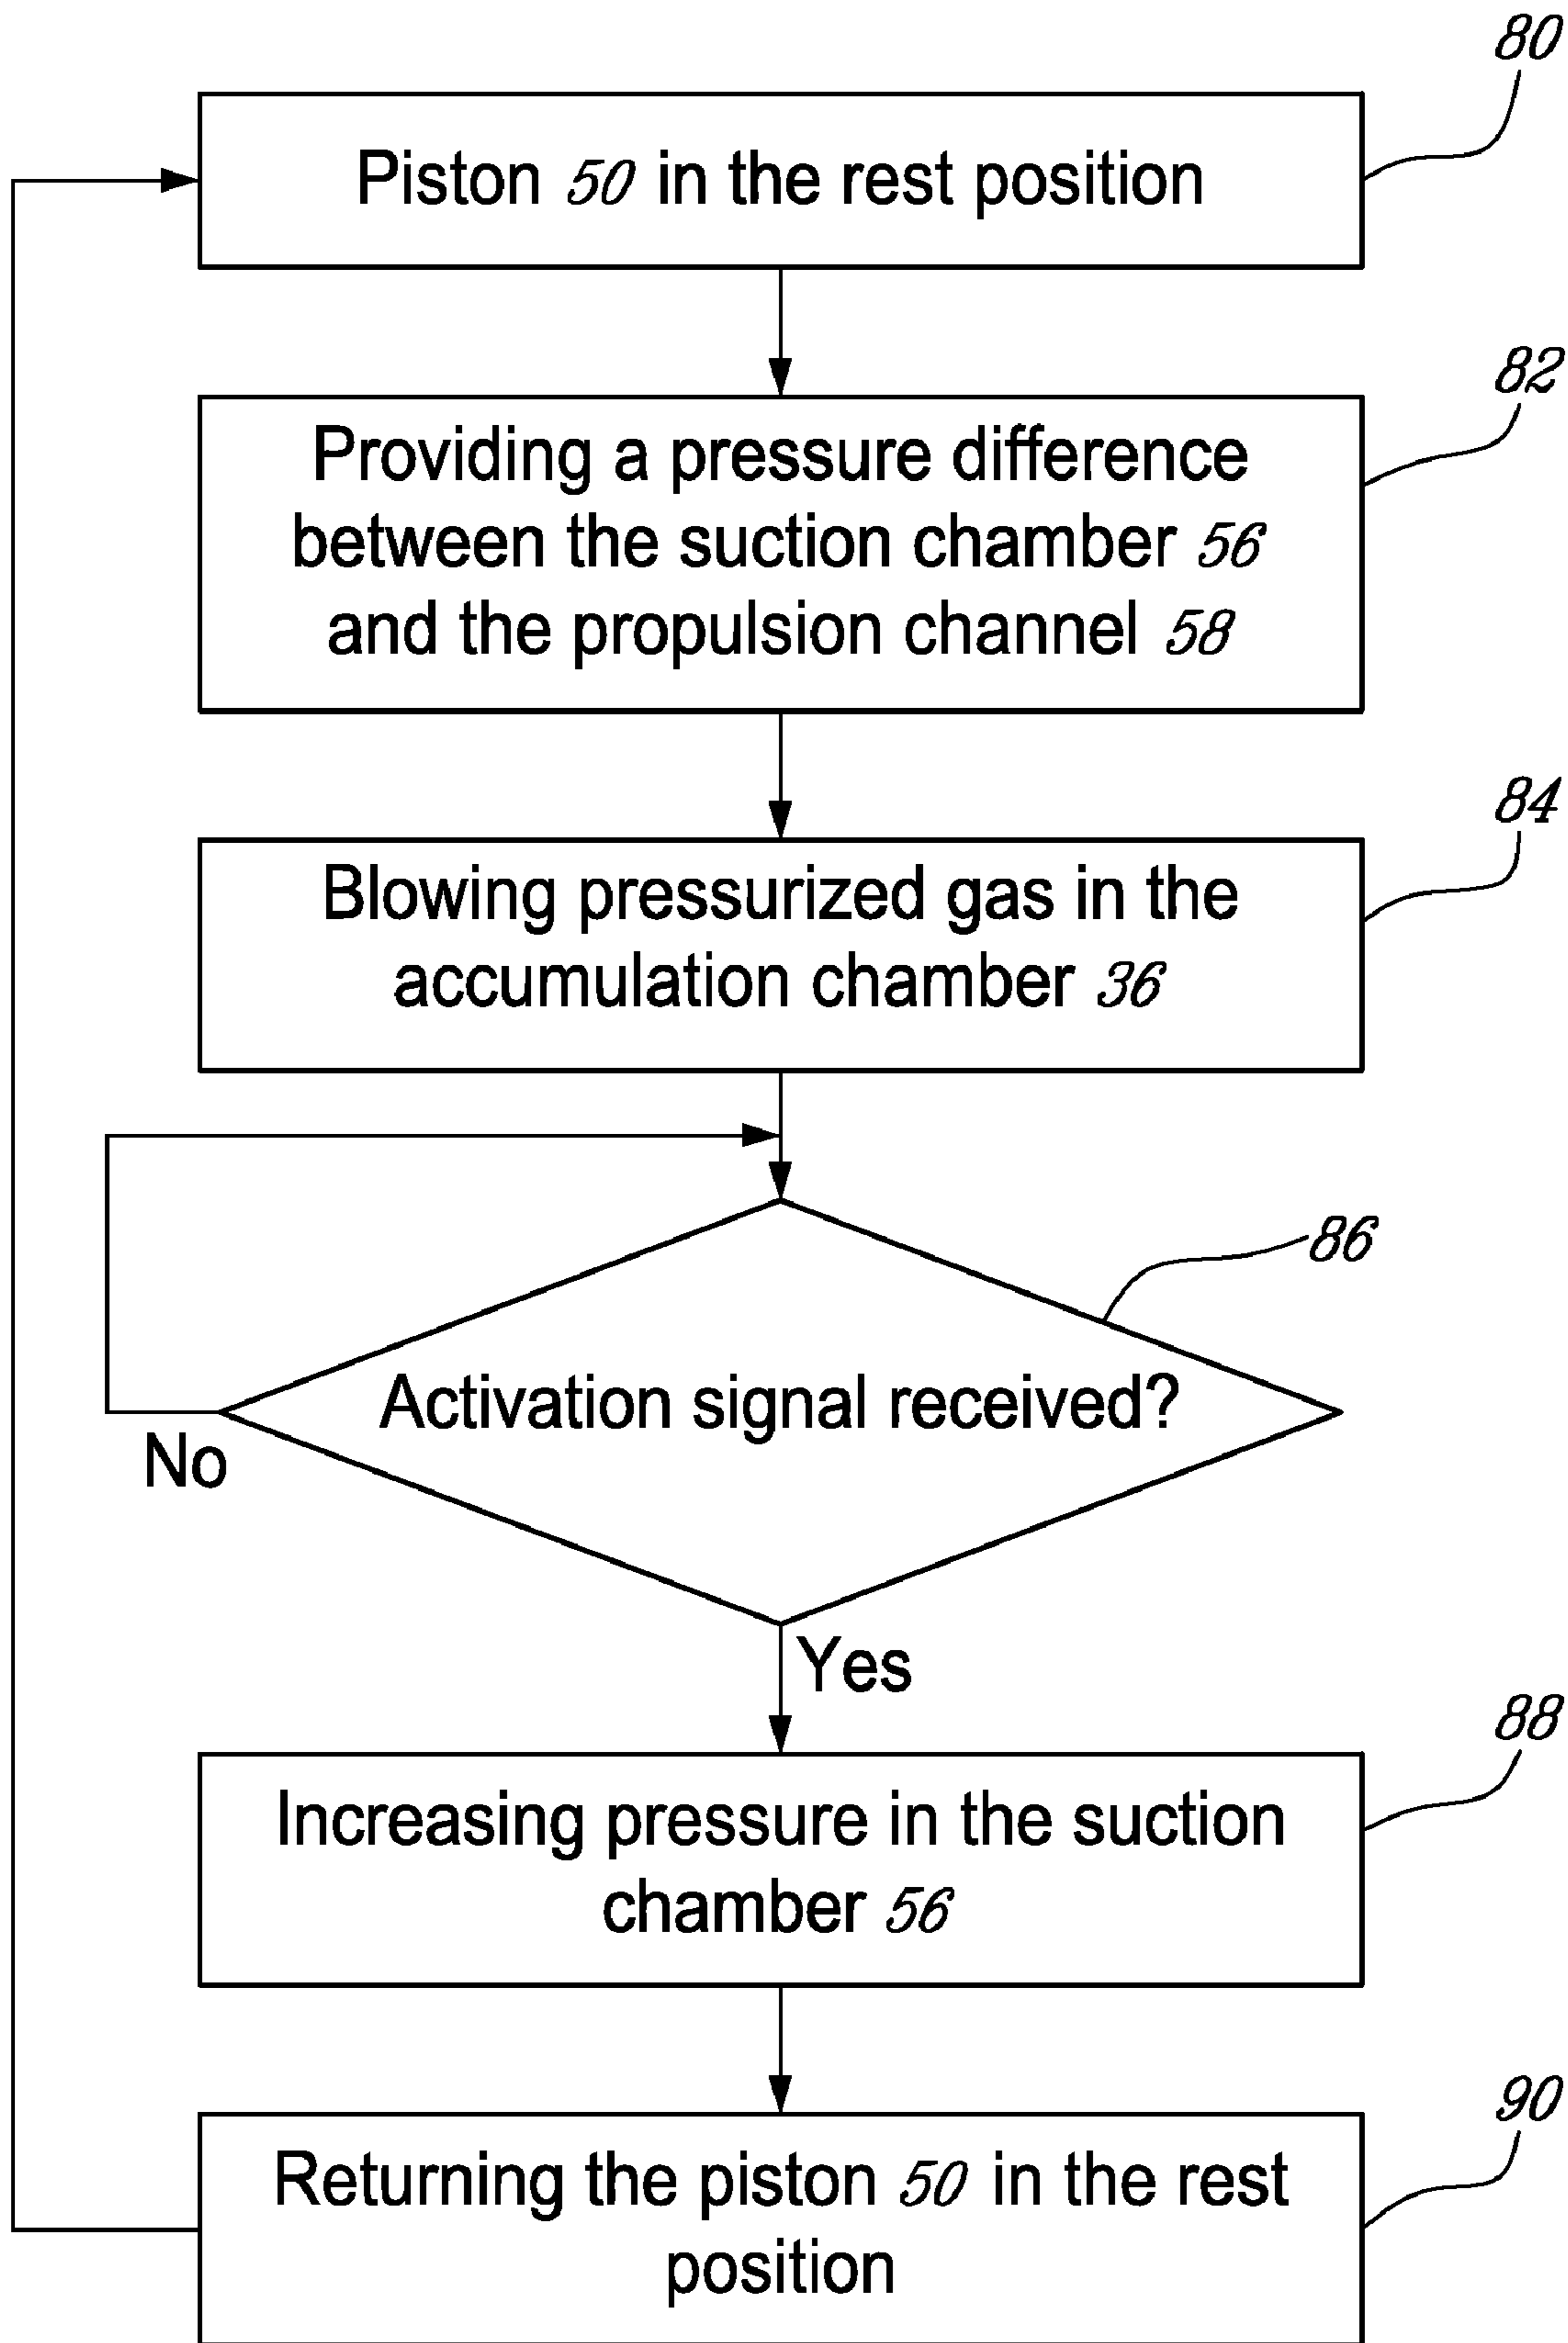 80
Piston 50 in the rest position
82
Providing a pressure difference
between the suction chamber 56
and the propulsion channel 58
84
Blowing pressurized gas in the
accumulation chamber 36
86
Activation signal received?
No
Yes
88
Increasing pressure in the suction
chamber 56
90
Returning the piston 50 in the rest
position